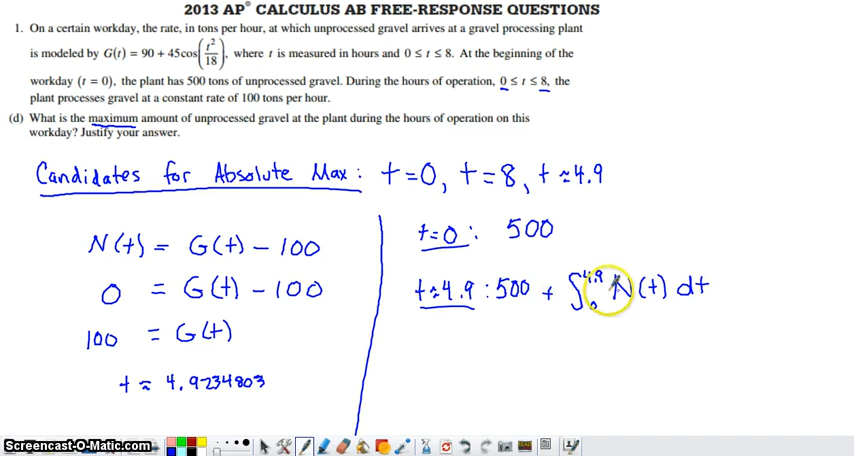 2013 AP® CALCULUS AB FREE-RESPONSE QUESTIONS
1. On a certain workday, the rate, in tons per hour, at which unprocessed gravel arrives at a gravel processing plant
is modeled by G(t) = 90 + 45cos(t²/18), where t is measured in hours and 0 ≤ t ≤ 8. At the beginning of the
workday (t = 0), the plant has 500 tons of unprocessed gravel. During the hours of operation, 0 ≤ t ≤ 8, the
plant processes gravel at a constant rate of 100 tons per hour.
(d) What is the maximum amount of unprocessed gravel at the plant during the hours of operation on this
workday? Justify your answer.
Candidates for Absolute Max: t=0, t=8, t≈4.9
N(t) = G(t) - 100
0 = G(t) - 100
100 = G(t)
t ≈ 4.9234803
t=0: 500
t≈4.9: 500 + ∫₀^4.9 N(t) dt
Screencast-O-Matic.com